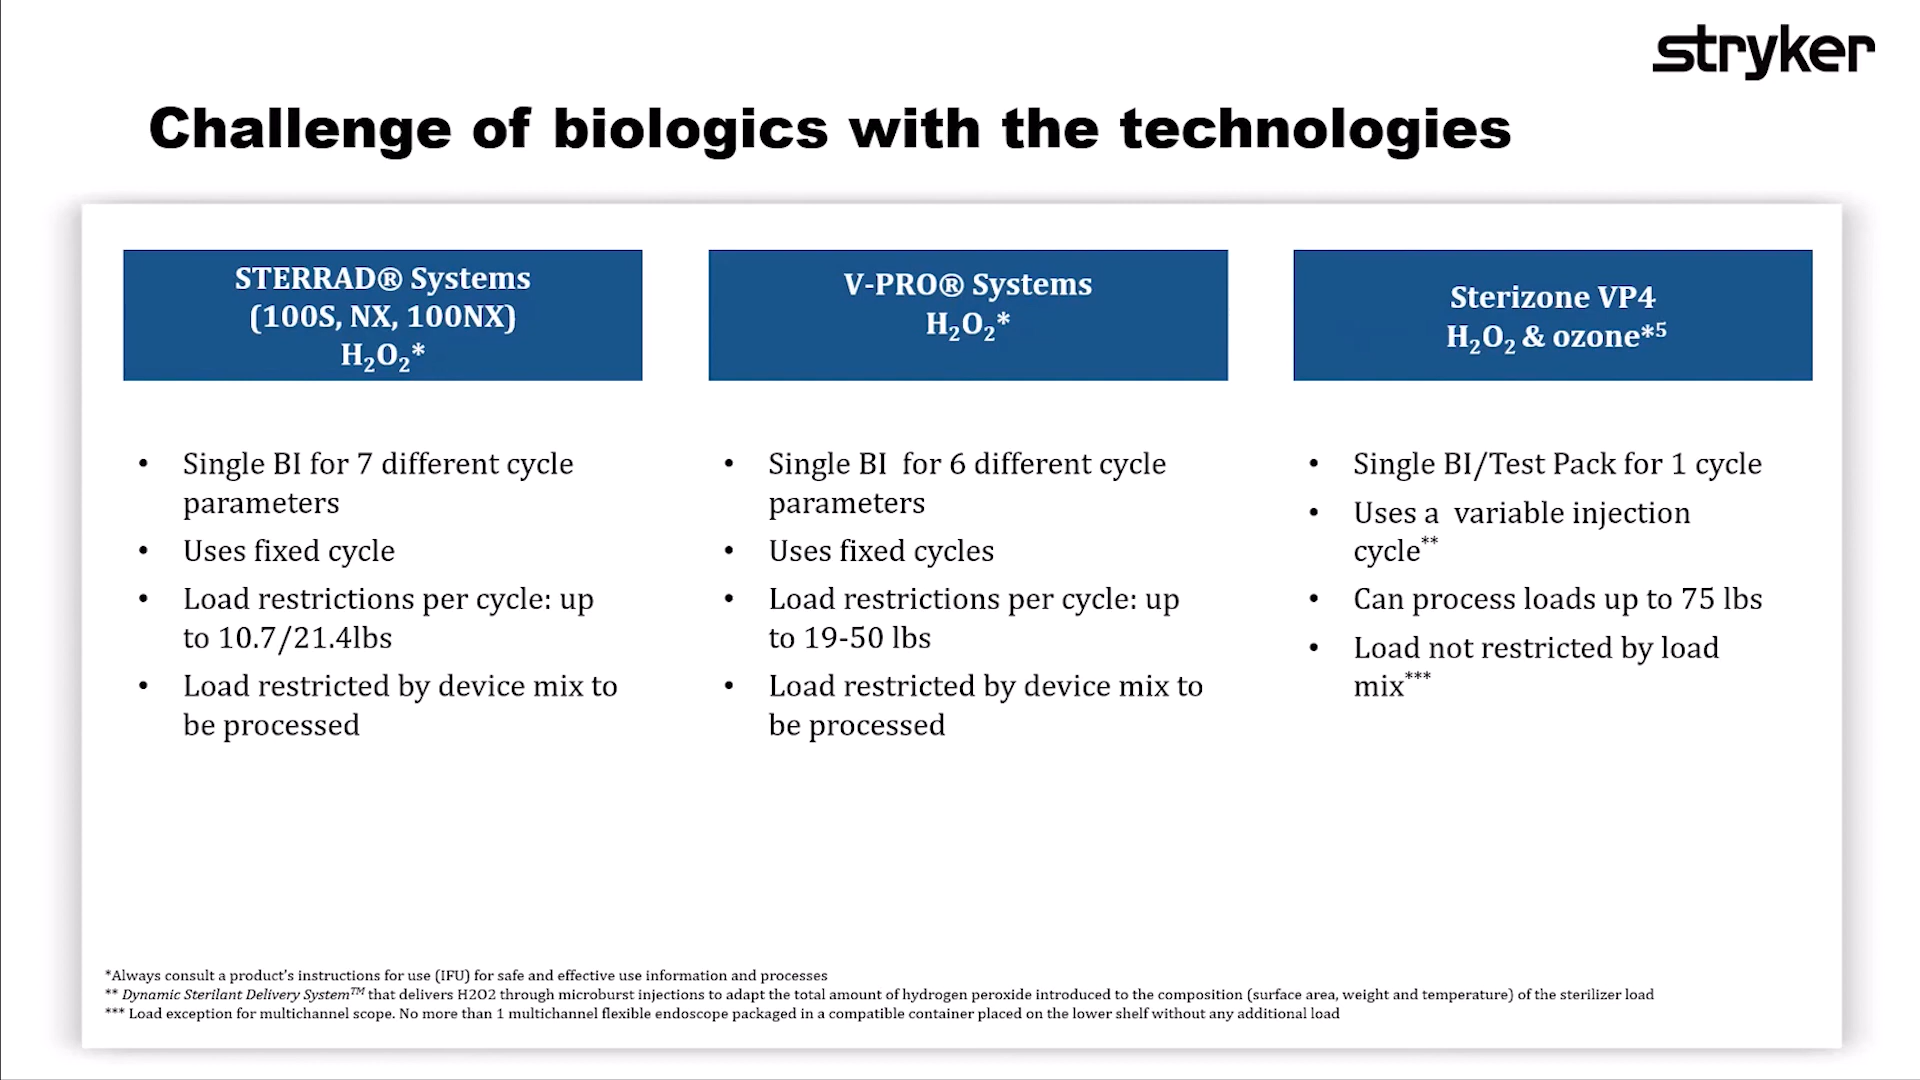 stryker
Challenge of biologics with the technologies
STERRAD® Systems
(100S, NX, 100NX)
H₂O₂*
• Single BI for 7 different cycle
parameters
• Uses fixed cycle
• Load restrictions per cycle: up
to 10.7/21.4lbs
• Load restricted by device mix to
be processed
V-PRO® Systems
H₂O₂*
• Single BI  for 6 different cycle
parameters
• Uses fixed cycles
• Load restrictions per cycle: up
to 19-50 lbs
• Load restricted by device mix to
be processed
Sterizone VP4
H₂O₂ & ozone*⁵
• Single BI/Test Pack for 1 cycle
• Uses a  variable injection
cycle**
• Can process loads up to 75 lbs
• Load not restricted by load
mix***
*Always consult a product's instructions for use (IFU) for safe and effective use information and processes
** Dynamic Sterilant Delivery System™ that delivers H2O2 through microburst injections to adapt the total amount of hydrogen peroxide introduced to the composition (surface area, weight and temperature) of the sterilizer load
*** Load exception for multichannel scope. No more than 1 multichannel flexible endoscope packaged in a compatible container placed on the lower shelf without any additional load